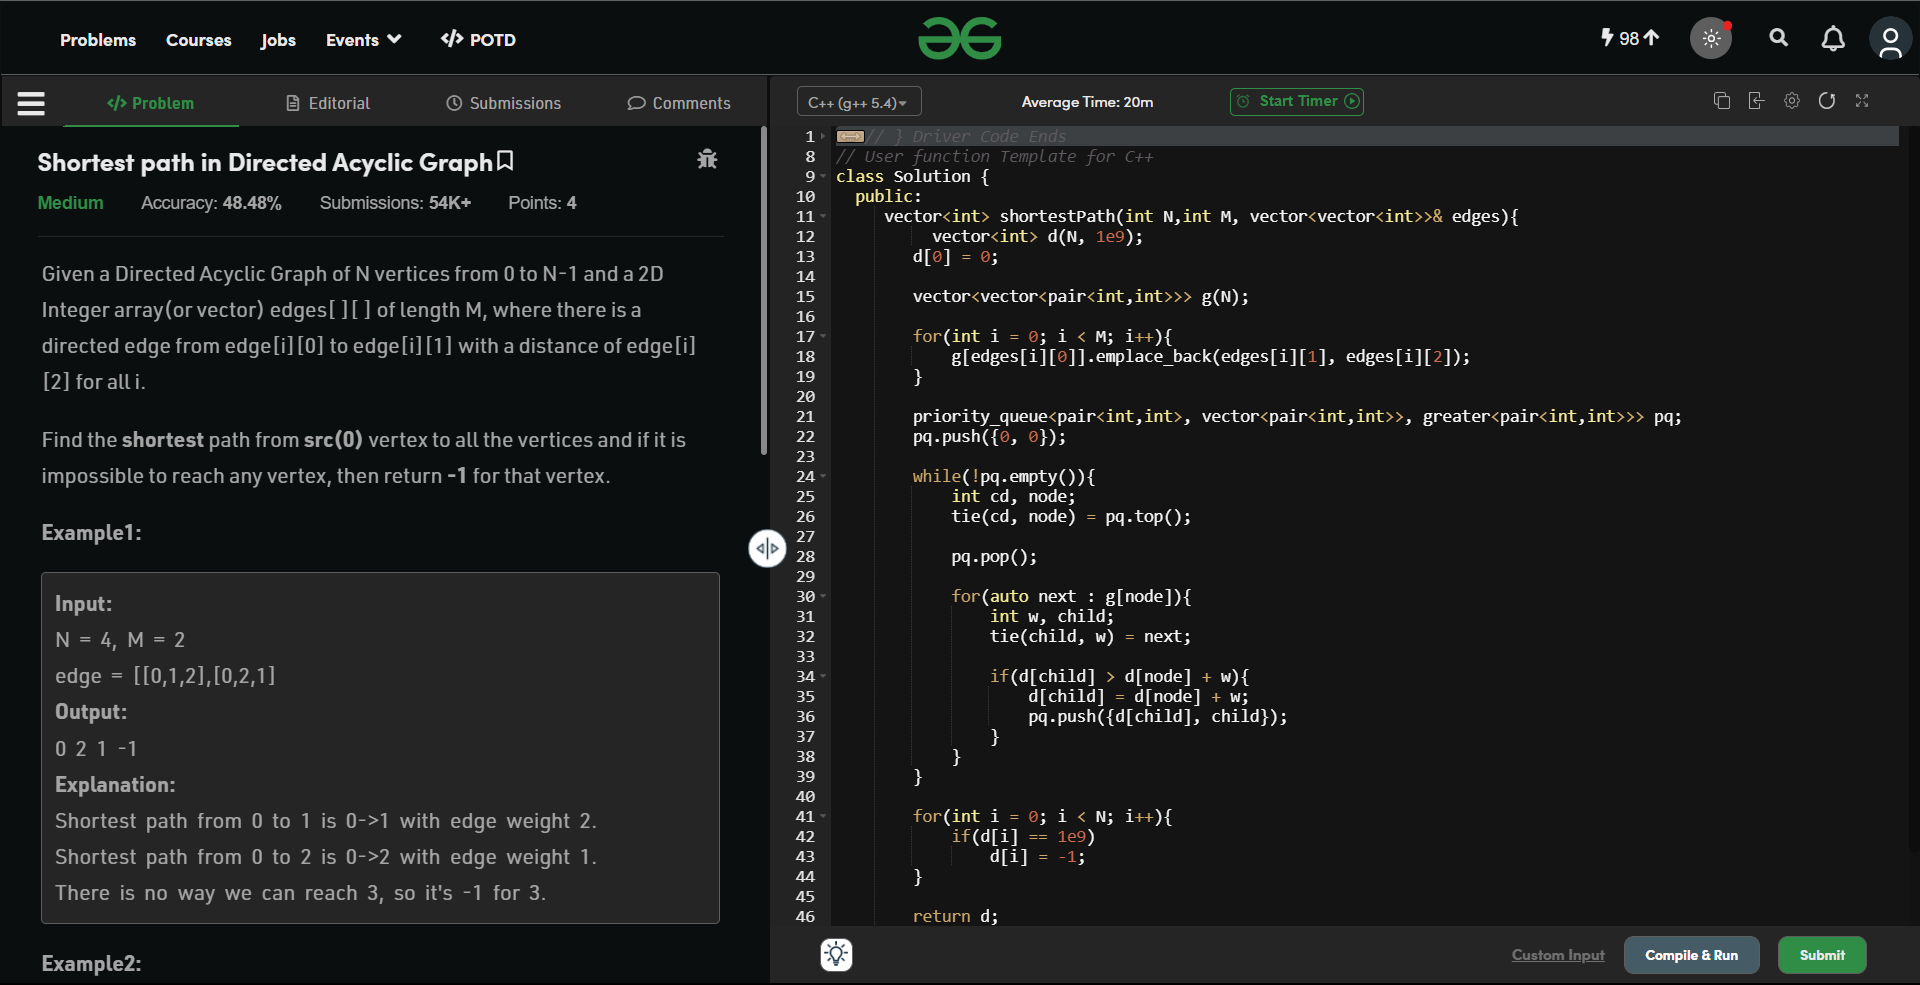 Problems Courses Jobs Events POTD 98
Problem Editorial Submissions Comments
C++ (g++ 5.4) Average Time: 20m Start Timer
Shortest path in Directed Acyclic Graph
Medium Accuracy: 48.48% Submissions: 54K+ Points: 4
Given a Directed Acyclic Graph of N vertices from 0 to N-1 and a 2D
Integer array(or vector) edges[ ][ ] of length M, where there is a
directed edge from edge[i][0] to edge[i][1] with a distance of edge[i]
[2] for all i.
Find the shortest path from src(0) vertex to all the vertices and if it is
impossible to reach any vertex, then return -1 for that vertex.
Example1:
Input:
N = 4, M = 2
edge = [[0,1,2],[0,2,1]
Output:
0 2 1 -1
Explanation:
Shortest path from 0 to 1 is 0->1 with edge weight 2.
Shortest path from 0 to 2 is 0->2 with edge weight 1.
There is no way we can reach 3, so it's -1 for 3.
Example2:
1 // } Driver Code Ends
8 // User function Template for C++
9 class Solution {
10 public:
11 vector<int> shortestPath(int N,int M, vector<vector<int>>& edges){
12 vector<int> d(N, 1e9);
13 d[0] = 0;
14
15 vector<vector<pair<int,int>>> g(N);
16
17 for(int i = 0; i < M; i++){
18 g[edges[i][0]].emplace_back(edges[i][1], edges[i][2]);
19 }
20
21 priority_queue<pair<int,int>, vector<pair<int,int>>, greater<pair<int,int>>> pq;
22 pq.push({0, 0});
23
24 while(!pq.empty()){
25 int cd, node;
26 tie(cd, node) = pq.top();
27
28 pq.pop();
29
30 for(auto next : g[node]){
31 int w, child;
32 tie(child, w) = next;
33
34 if(d[child] > d[node] + w){
35 d[child] = d[node] + w;
36 pq.push({d[child], child});
37 }
38 }
39 }
40
41 for(int i = 0; i < N; i++){
42 if(d[i] == 1e9)
43 d[i] = -1;
44 }
45
46 return d;
Custom Input Compile & Run Submit